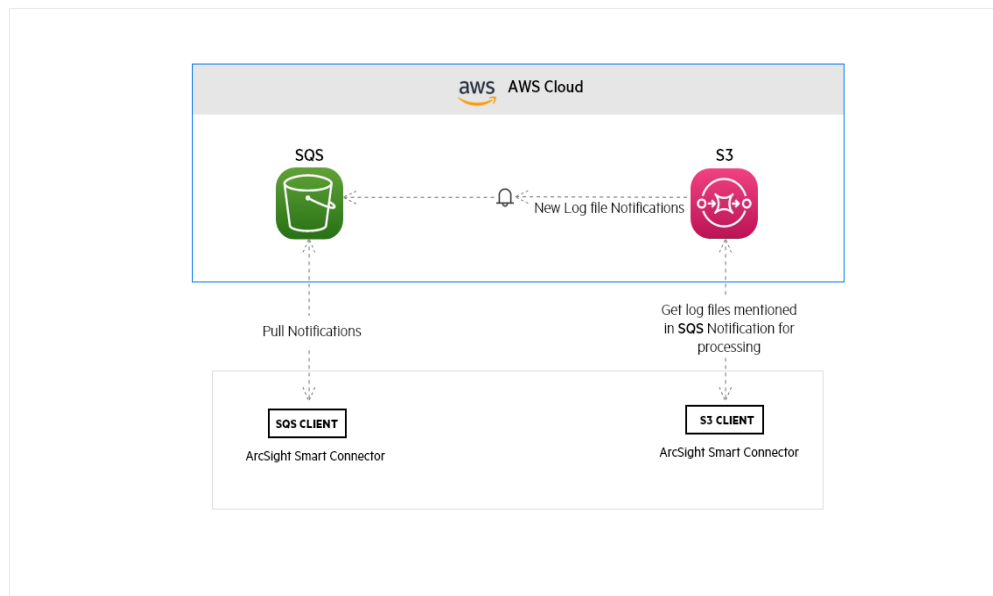 aws AWS Cloud
SQS
S3
New Log file Notifications
Pull Notifications
Get log files mentioned
in SQS Notification for
processing
SQS CLIENT
ArcSight Smart Connector
S3 CLIENT
ArcSight Smart Connector